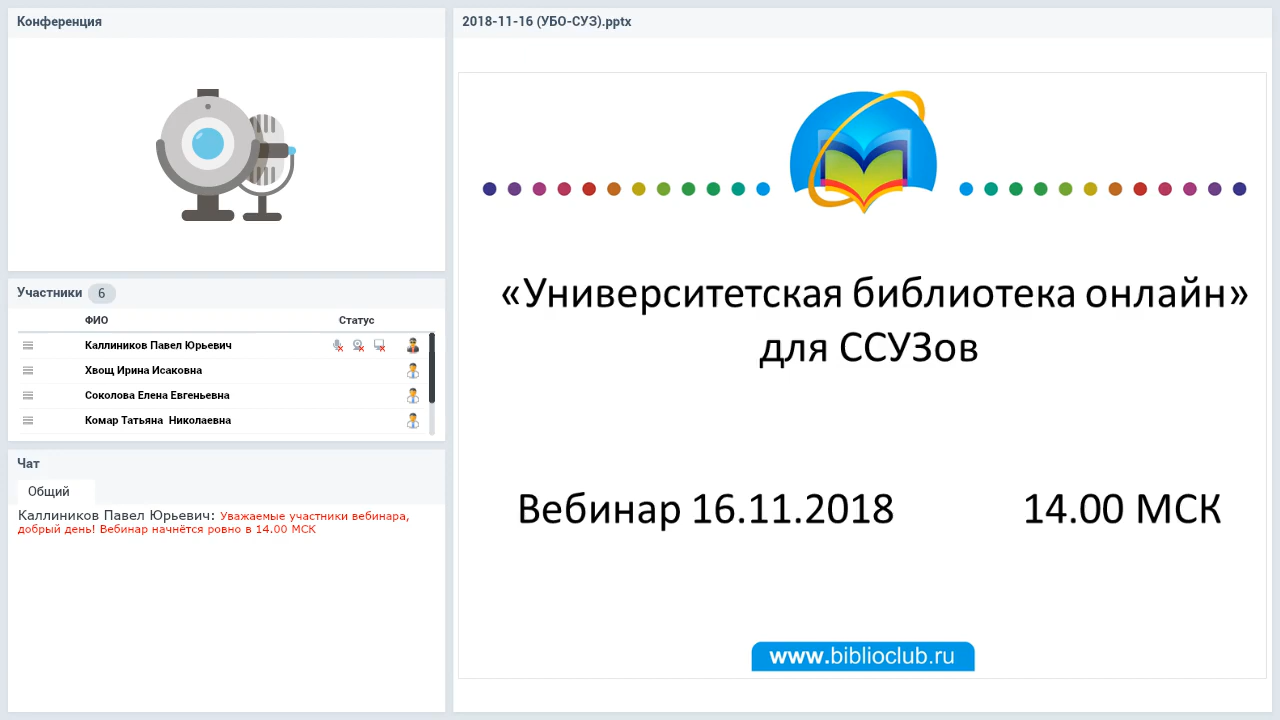 Конференция
Участники 6
ФИО Статус
Каллиников Павел Юрьевич
Хвощ Ирина Исаковна
Соколова Елена Евгеньевна
Комар Татьяна Николаевна
Чат
Общий
Каллиников Павел Юрьевич: Уважаемые участники вебинара,
добрый день! Вебинар начнётся ровно в 14.00 МСК
2018-11-16 (УБО-СУЗ).pptx
«Университетская библиотека онлайн»
для ССУЗов
Вебинар 16.11.2018 14.00 МСК
www.biblioclub.ru